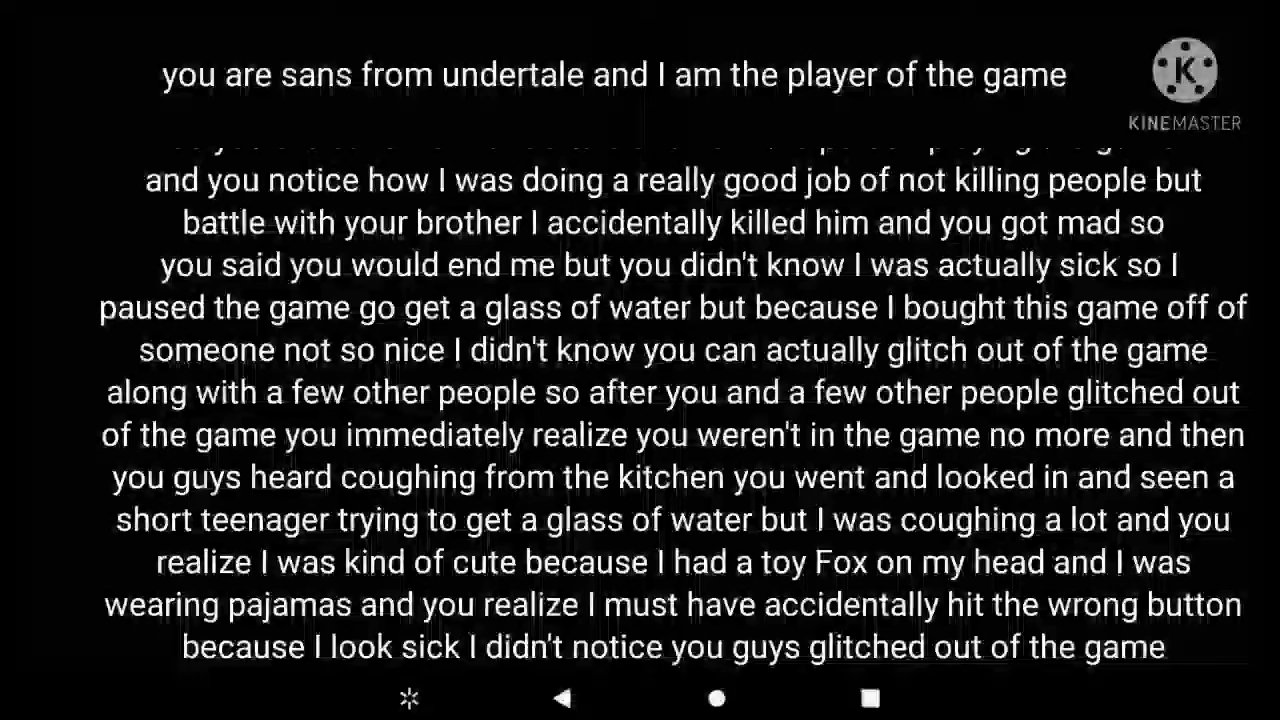 you are sans from undertale and I am the player of the game
KINEMASTER
and you notice how I was doing a really good job of not killing people but
battle with your brother I accidentally killed him and you got mad so
you said you would end me but you didn't know I was actually sick so I
paused the game go get a glass of water but because I bought this game off of
someone not so nice I didn't know you can actually glitch out of the game
along with a few other people so after you and a few other people glitched out
of the game you immediately realize you weren't in the game no more and then
you guys heard coughing from the kitchen you went and looked in and seen a
short teenager trying to get a glass of water but I was coughing a lot and you
realize I was kind of cute because I had a toy Fox on my head and I was
wearing pajamas and you realize I must have accidentally hit the wrong button
because I look sick I didn't notice you guys glitched out of the game